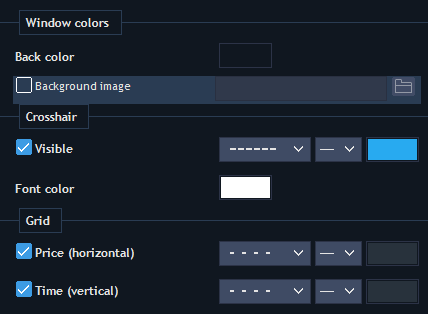 Window colors
Back color
Background image
Crosshair
Visible
Font color
Grid
Price (horizontal)
Time (vertical)